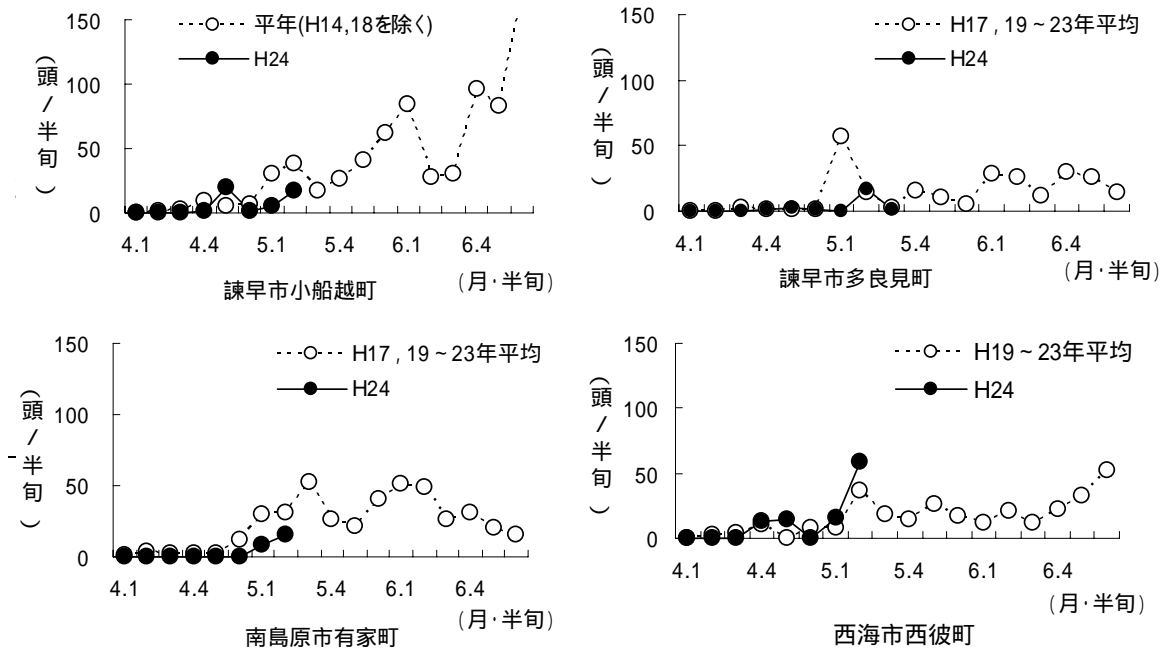 150
100
50
0
(頭/半旬)
平年(H14,18を除く)
H24
4.1 4.4 5.1 5.4 6.1 6.4
(月・半旬)
諫早市小船越町
150
100
50
0
(頭/半旬)
H17,19~23年平均
H24
4.1 4.4 5.1 5.4 6.1 6.4
(月・半旬)
諫早市多良見町
150
100
50
0
(頭/半旬)
H17,19~23年平均
H24
4.1 4.4 5.1 5.4 6.1 6.4
(月・半旬)
南島原市有家町
150
100
50
0
(頭/半旬)
H19~23年平均
H24
4.1 4.4 5.1 5.4 6.1 6.4
(月・半旬)
西海市西彼町